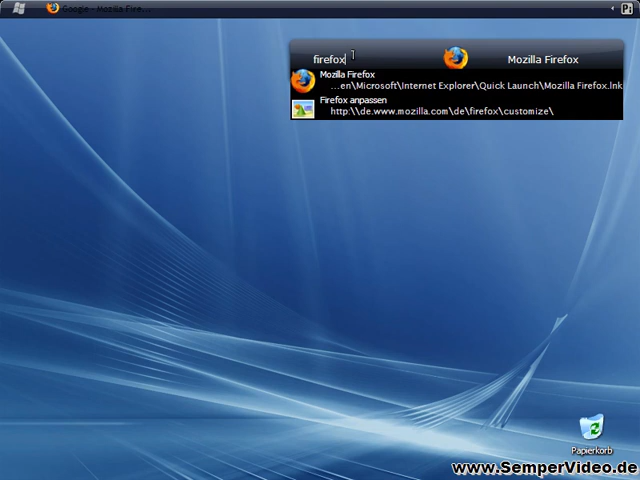 Google - Mozilla Fire...
Pi
firefox
Mozilla Firefox
Mozilla Firefox
...en\Microsoft\Internet Explorer\Quick Launch\Mozilla Firefox.lnk
Firefox anpassen
http:\\de.www.mozilla.com\de\firefox\customize\
Papierkorb
www.SemperVideo.de